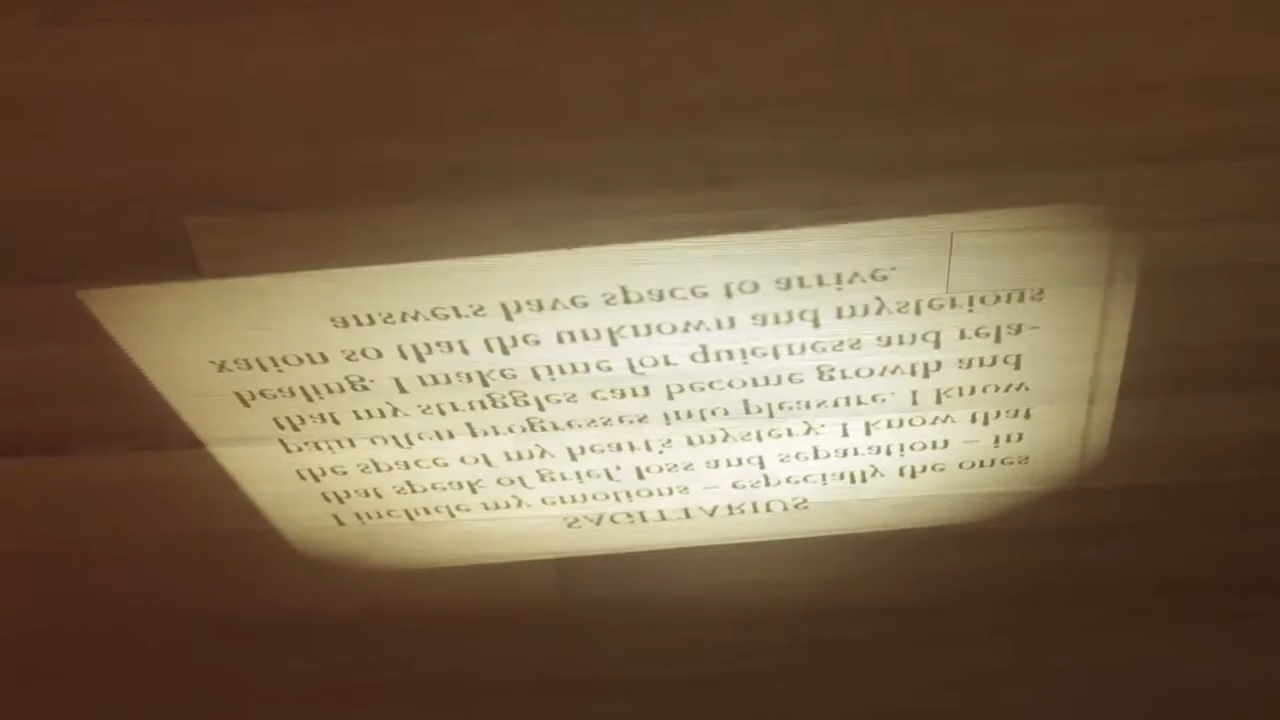 SAGITTARIUS
I include my emotions – especially the ones
that speak of grief, loss and separation – in
the space of my heart's mystery. I know that
pain often progresses into pleasure. I know
that my struggles can become growth and
healing. I make time for quietness and rela-
xation so that the unknown and mysterious
answers have space to arrive.